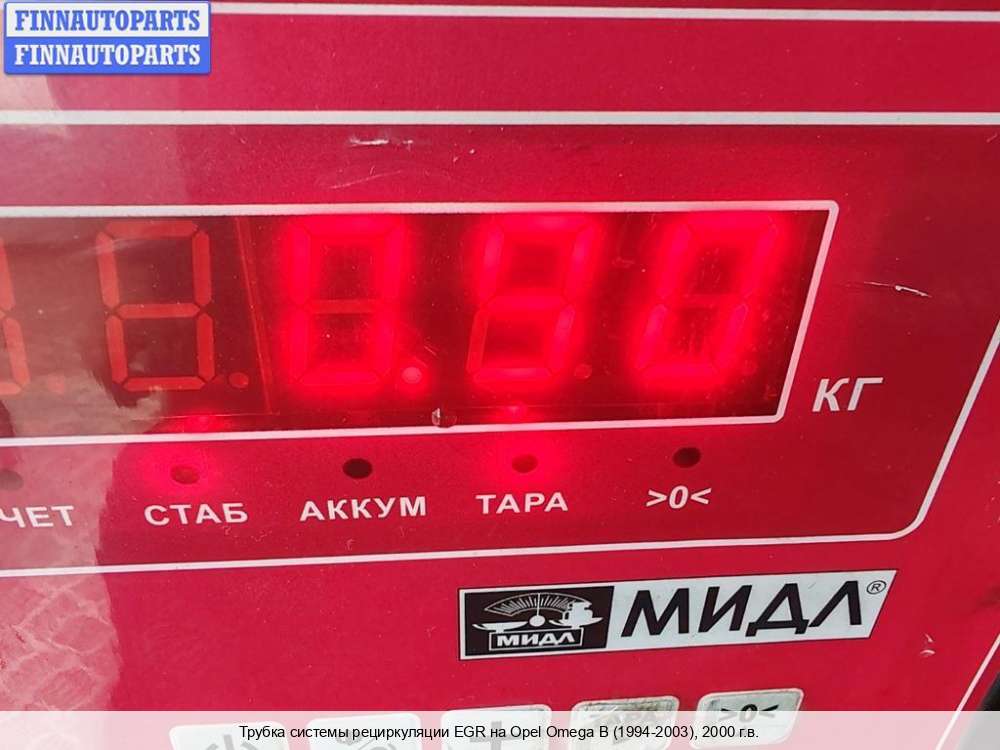 FINNAUTOPARTS
FINNAUTOPARTS
КГ
СТАБ АККУМ ТАРА >0<
МИДЛ МИДЛ®
ТАРА >0<
Трубка системы рециркуляции EGR на Opel Omega B (1994-2003), 2000 г.в.